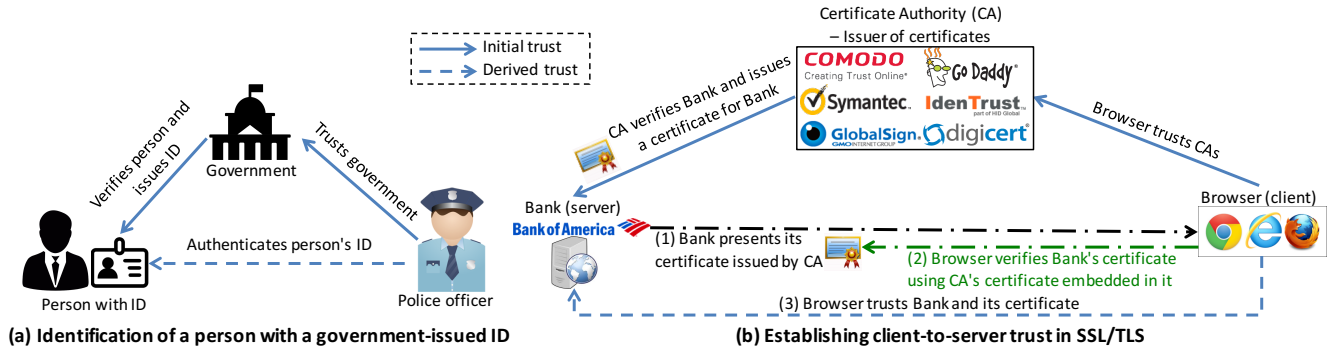 Initial trust
Derived trust
Verifies person and
issues ID
Government
Trusts government
Authenticates person's ID
Person with ID
Police officer
(a) Identification of a person with a government-issued ID
Certificate Authority (CA)
– Issuer of certificates
COMODO
Creating Trust Online®
Go Daddy®
Symantec™
IdenTrust™
part of HID Global
GlobalSign®
GMO INTERNET GROUP
digicert®
CA verifies Bank and issues
a certificate for Bank
Browser trusts CAs
Bank (server)
Bank of America
Browser (client)
(1) Bank presents its
certificate issued by CA
(2) Browser verifies Bank's certificate
using CA's certificate embedded in it
(3) Browser trusts Bank and its certificate
(b) Establishing client-to-server trust in SSL/TLS